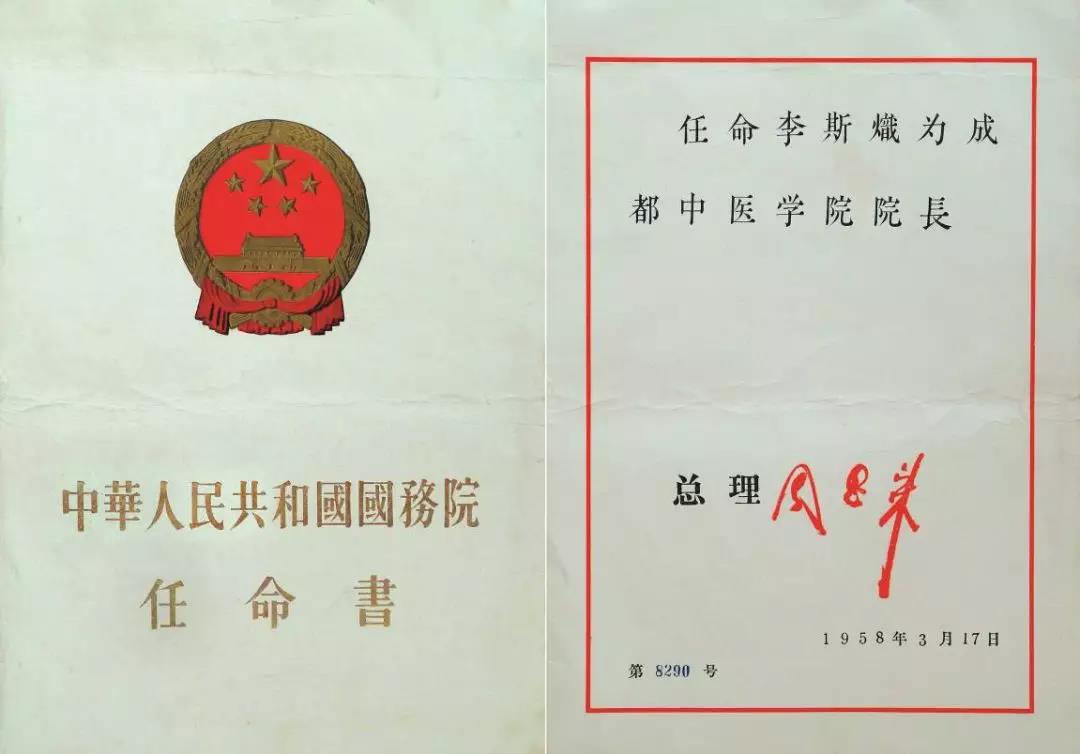 中華人民共和國國務院
任命書
任命李斯熾为成
都中医学院院長
总理 周恩来
1958年3月17日
第 8290 号